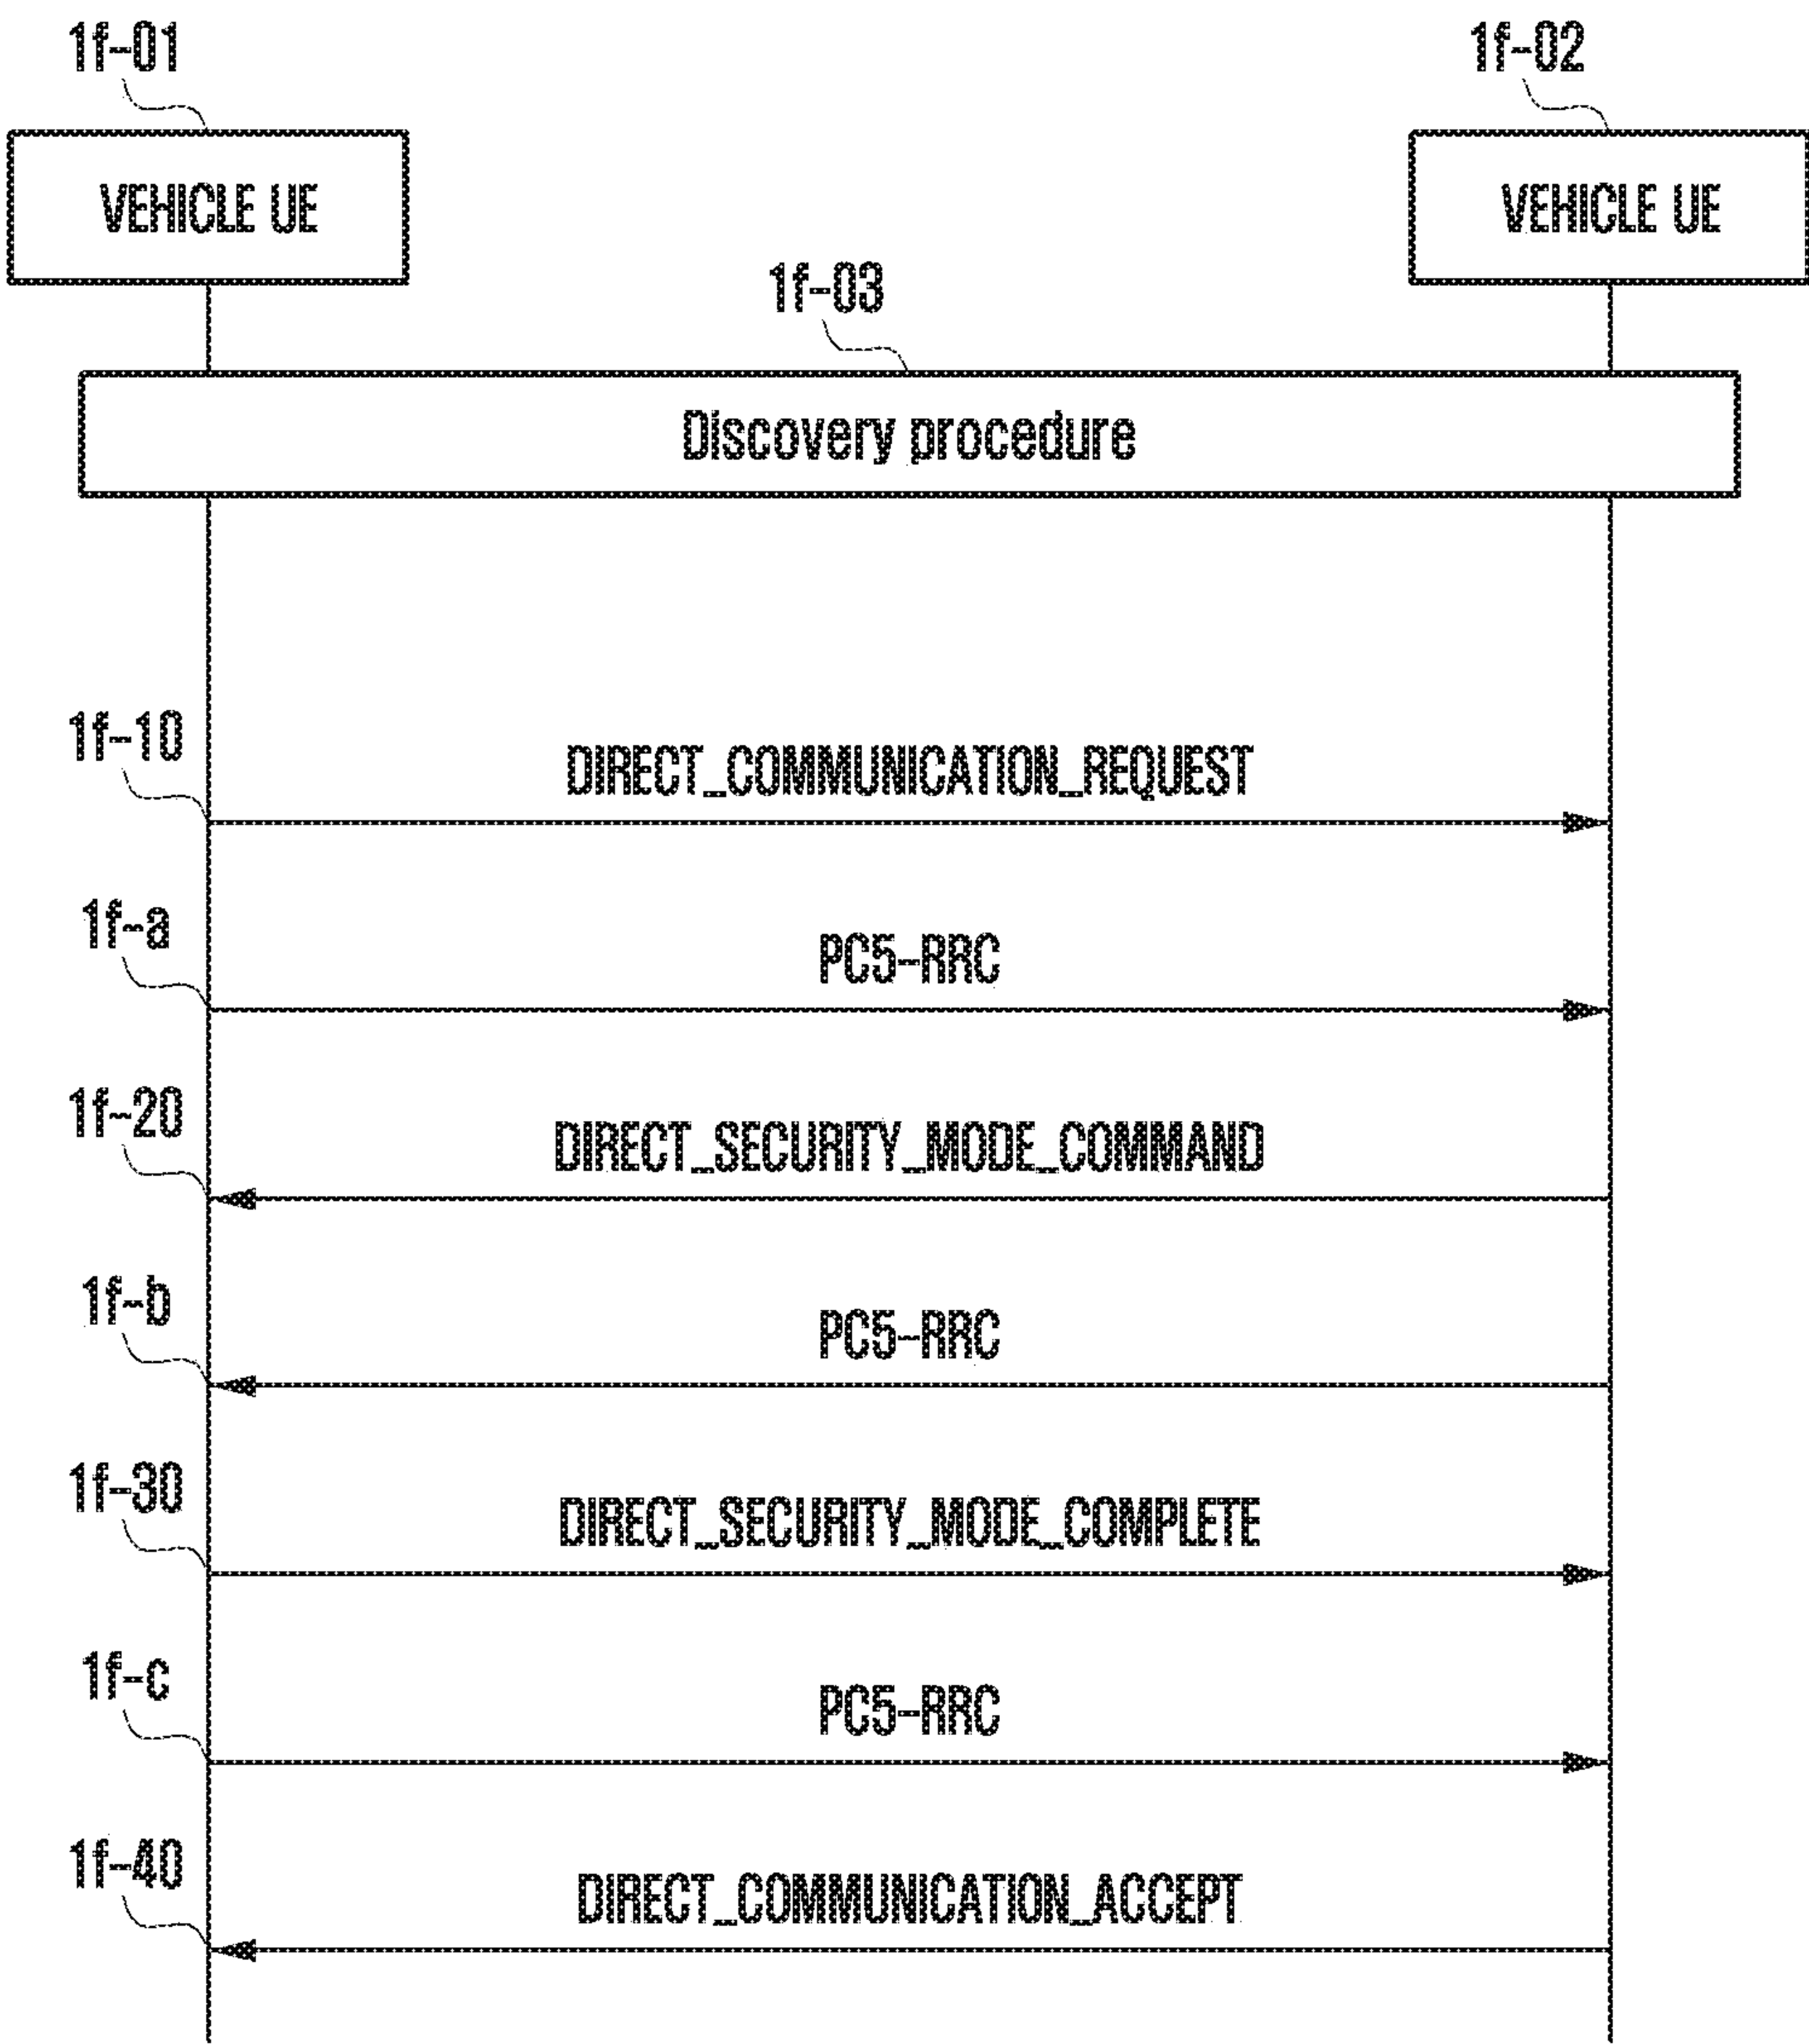 1f-01
1f-02
VEHICLE UE
VEHICLE UE
1f-03
Discovery procedure
1f-10
DIRECT_COMMUNICATION_REQUEST
1f-a
PC5-RRC
1f-20
DIRECT_SECURITY_MODE_COMMAND
1f-b
PC5-RRC
1f-30
DIRECT_SECURITY_MODE_COMPLETE
1f-c
PC5-RRC
1f-40
DIRECT_COMMUNICATION_ACCEPT